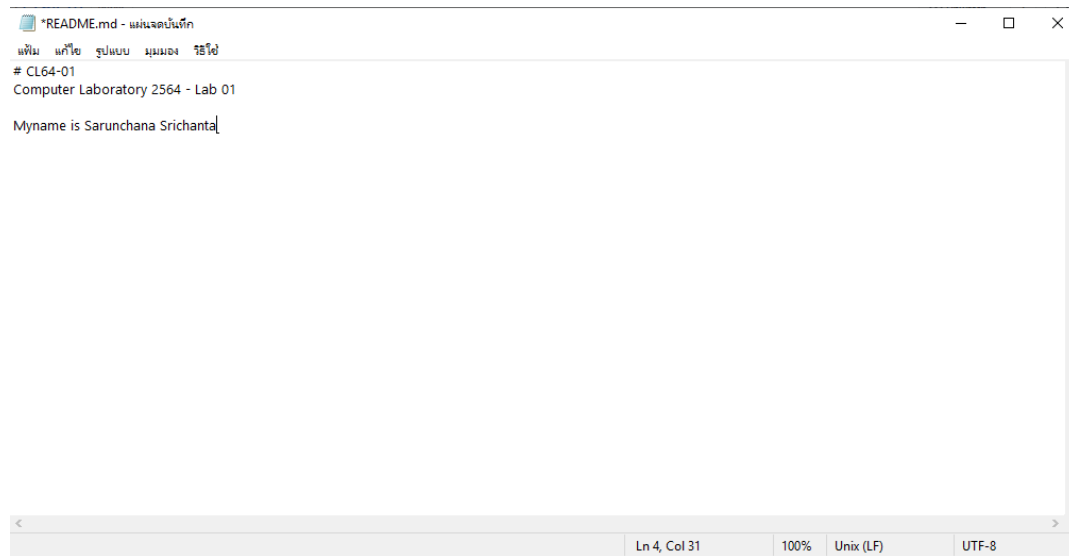 *README.md - แผ่นจดบันทึก
แฟ้ม แก้ไข รูปแบบ มุมมอง วิธีใช้
# CL64-01
Computer Laboratory 2564 - Lab 01
Myname is Sarunchana Srichanta
Ln 4, Col 31 100% Unix (LF) UTF-8